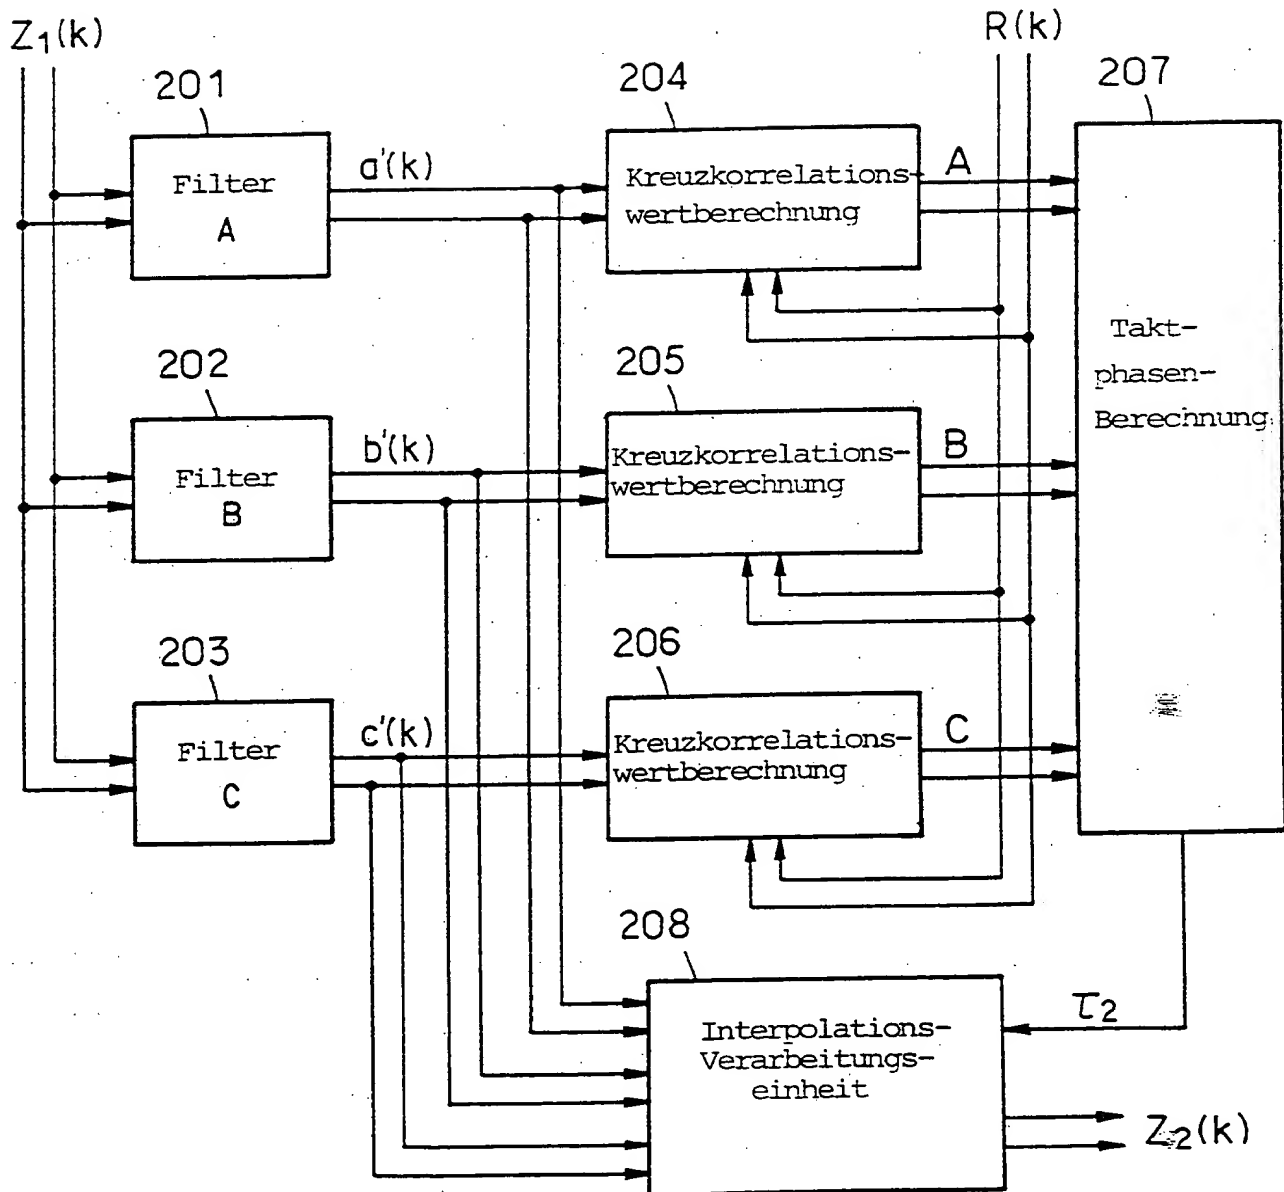 Z₁(k)
R(k)
201
204
207
Filter
A
a'(k)
Kreuzkorrelations-
wertberechnung
A
Takt-
phasen-
Berechnung
202
205
Filter
B
b'(k)
Kreuzkorrelations-
wertberechnung
B
203
206
Filter
C
c'(k)
Kreuzkorrelations-
wertberechnung
C
208
Interpolations-
Verarbeitungs-
einheit
τ₂
Z₂(k)